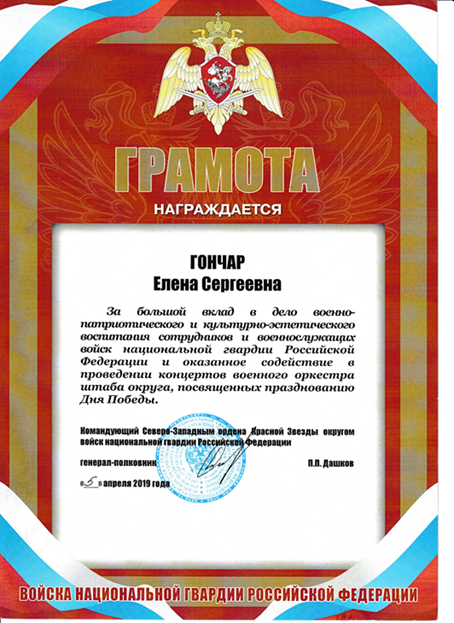 ГРАМОТА
НАГРАЖДАЕТСЯ
ГОНЧАР
Елена Сергеевна
За большой вклад в дело военно-
патриотического и культурно-эстетического
воспитания сотрудников и военнослужащих
войск национальной гвардии Российской
Федерации и оказанное содействие в
проведении концертов военного оркестра
штаба округа, посвященных празднованию
Дня Победы.
Командующий Северо-Западным ордена Красной Звезды округом
войск национальной гвардии Российской Федерации
генерал-полковник П.П. Дашков
«5» апреля 2019 года
ВОЙСКА НАЦИОНАЛЬНОЙ ГВАРДИИ РОССИЙСКОЙ ФЕДЕРАЦИИ